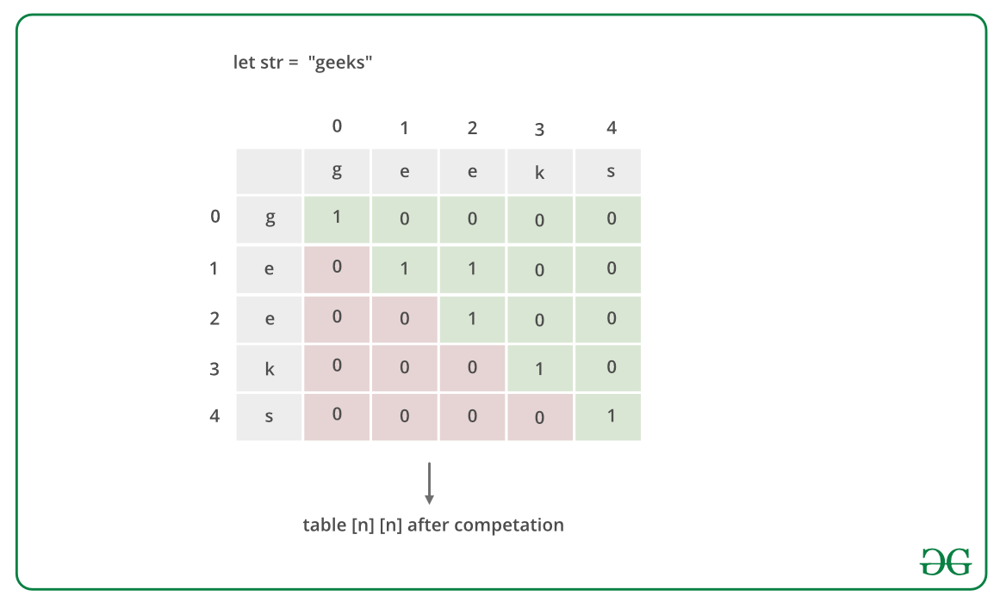 let str = "geeks"
0 1 2 3 4
g e e k s
0 g 1 0 0 0 0
1 e 0 1 1 0 0
2 e 0 0 1 0 0
3 k 0 0 0 1 0
4 s 0 0 0 0 1
table [n] [n] after competation